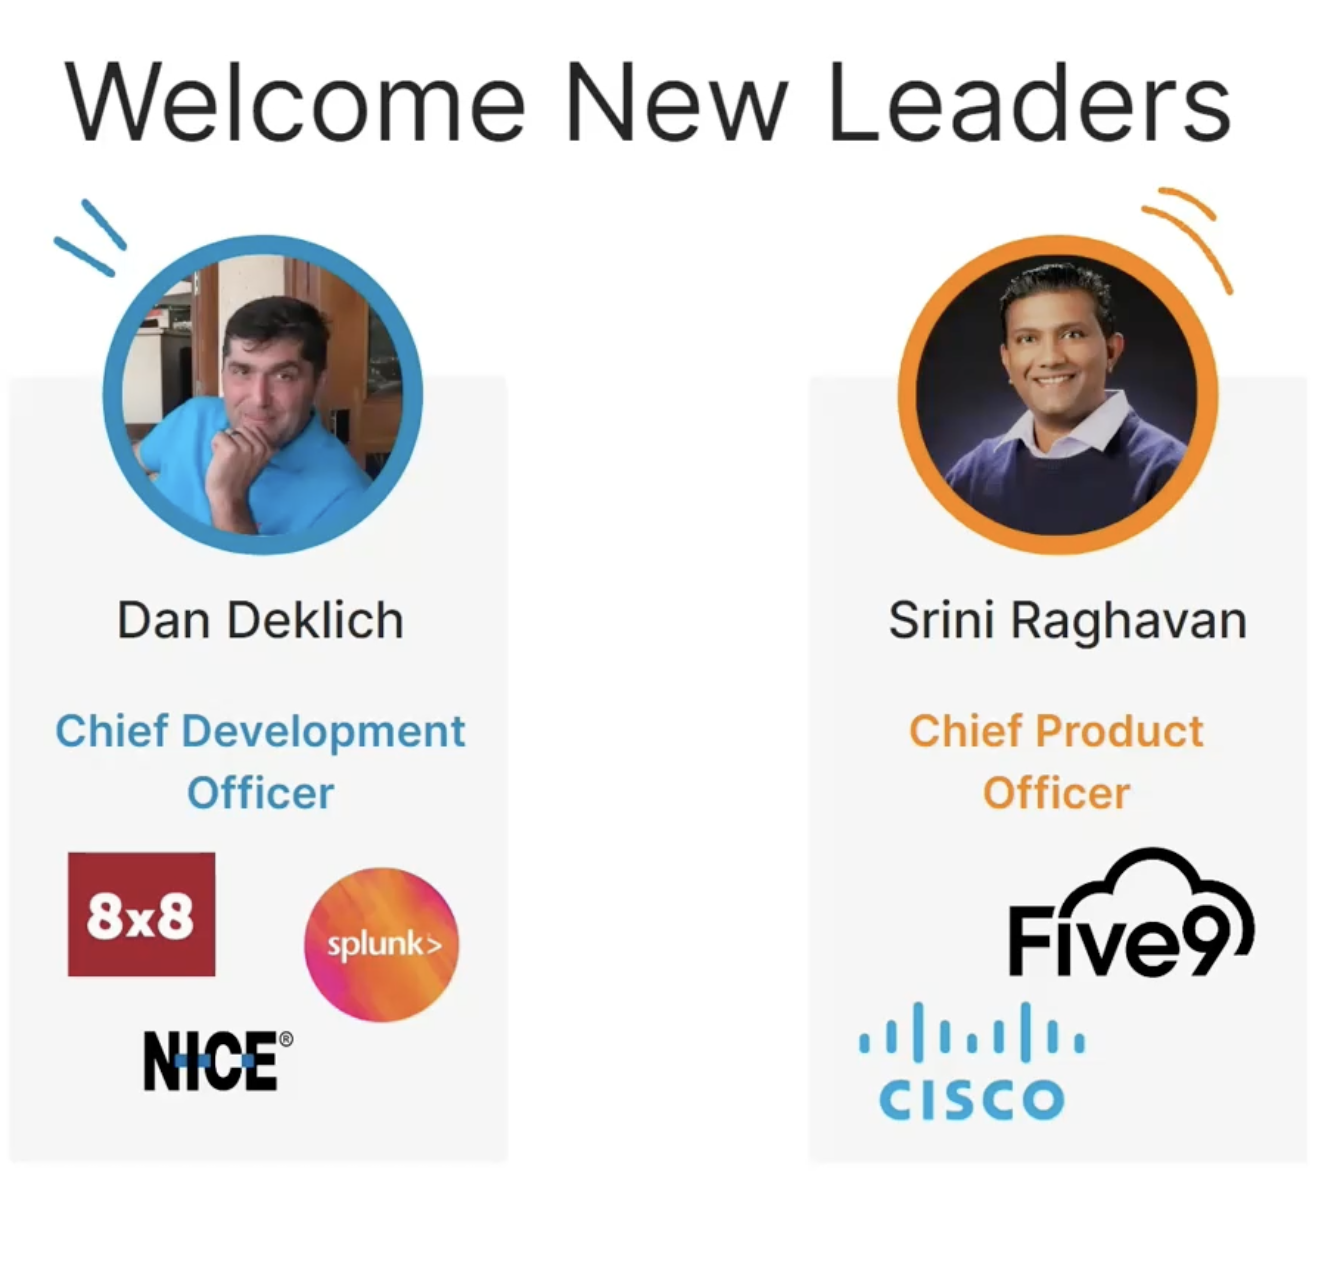 Welcome New Leaders
Dan Deklich
Chief Development
Officer
8x8
splunk>
NICE®
Srini Raghavan
Chief Product
Officer
Five9
CISCO